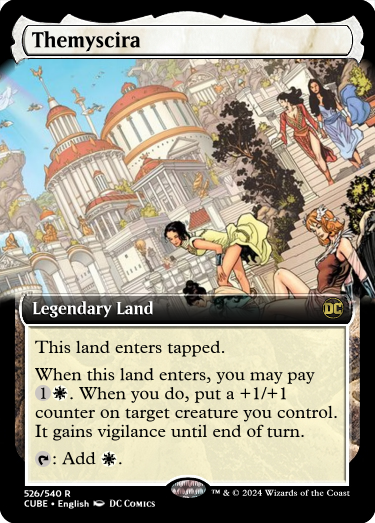 Themyscira
Legendary Land
DC
This land enters tapped.
When this land enters, you may pay
1. When you do, put a +1/+1
counter on target creature you control.
It gains vigilance until end of turn.
: Add .
526/540 R
CUBE • English DC COMICS
™ & © 2024 Wizards of the Coast